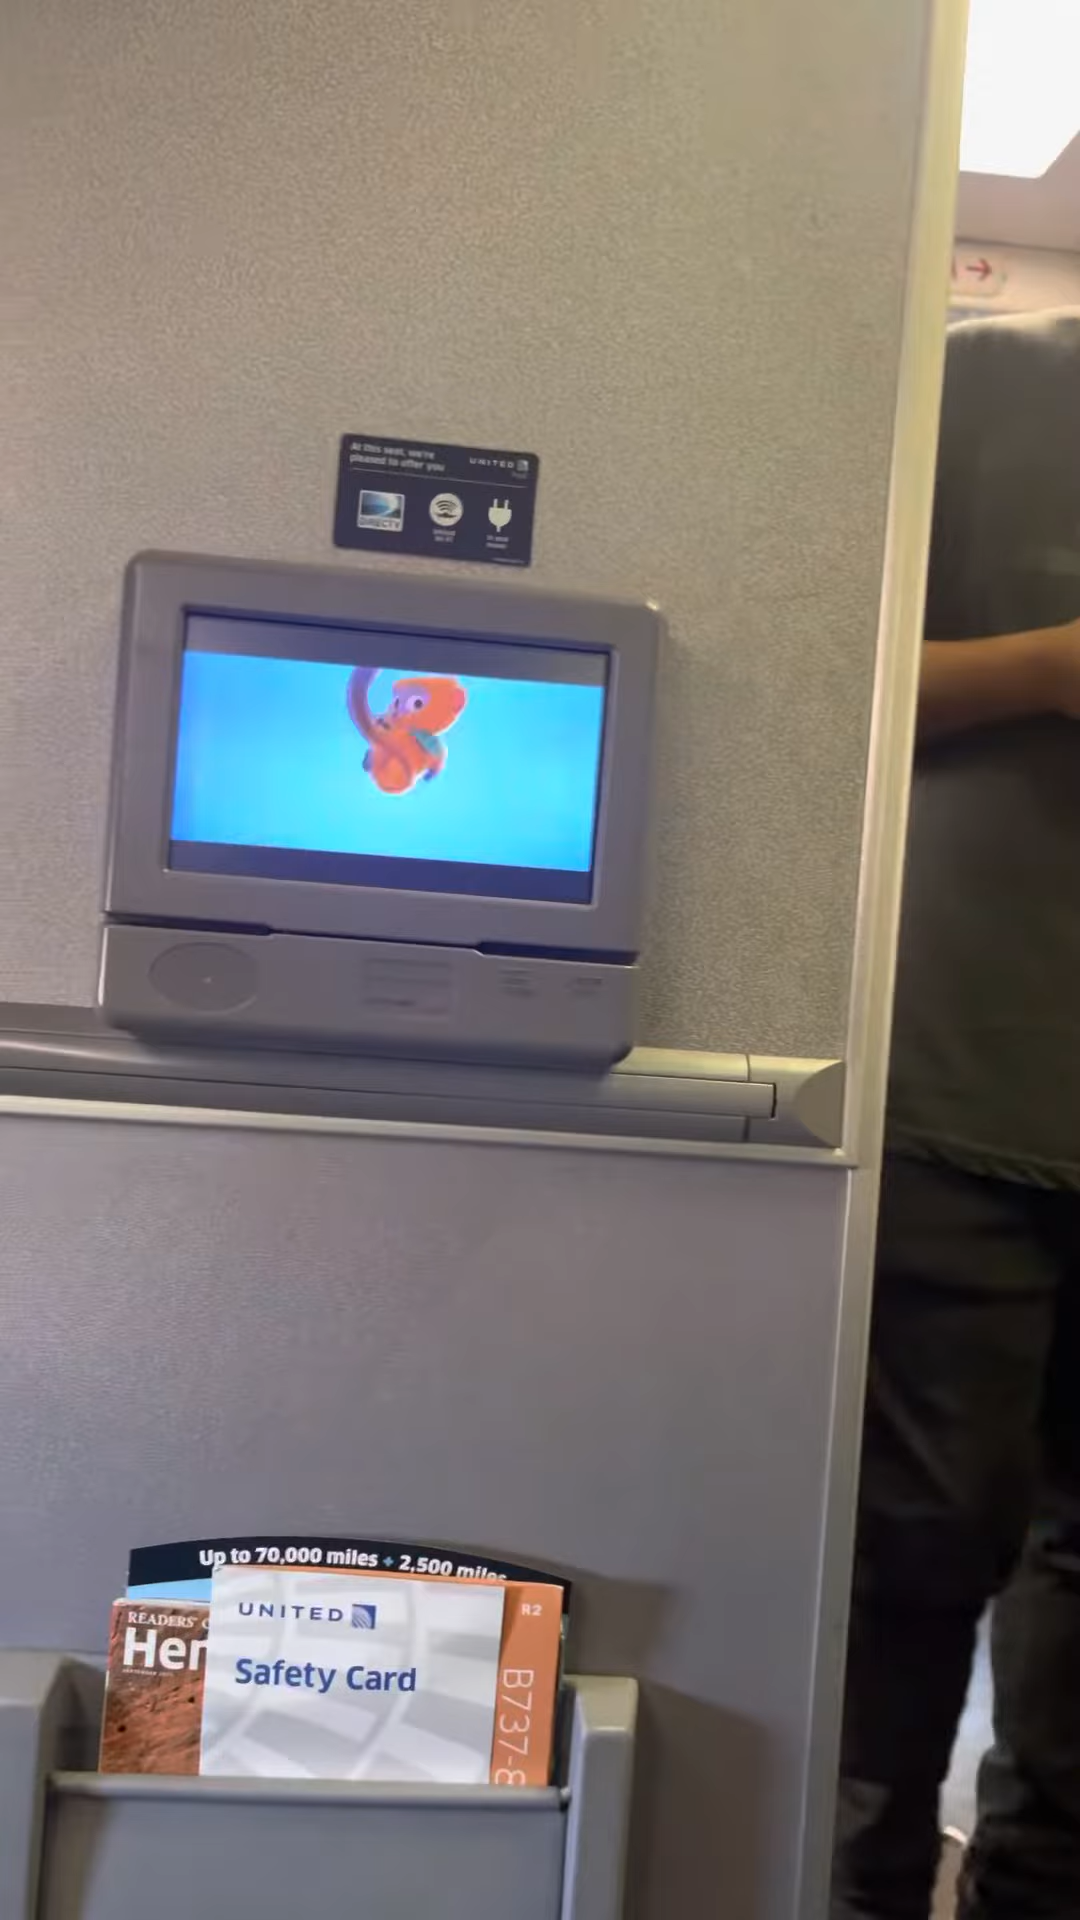 At this seat, we're
pleased to offer you
UNITED
DIRECTV
Up to 70,000 miles + 2,500 miles
READERS'
Hem
UNITED
Safety Card
R2
B737-8